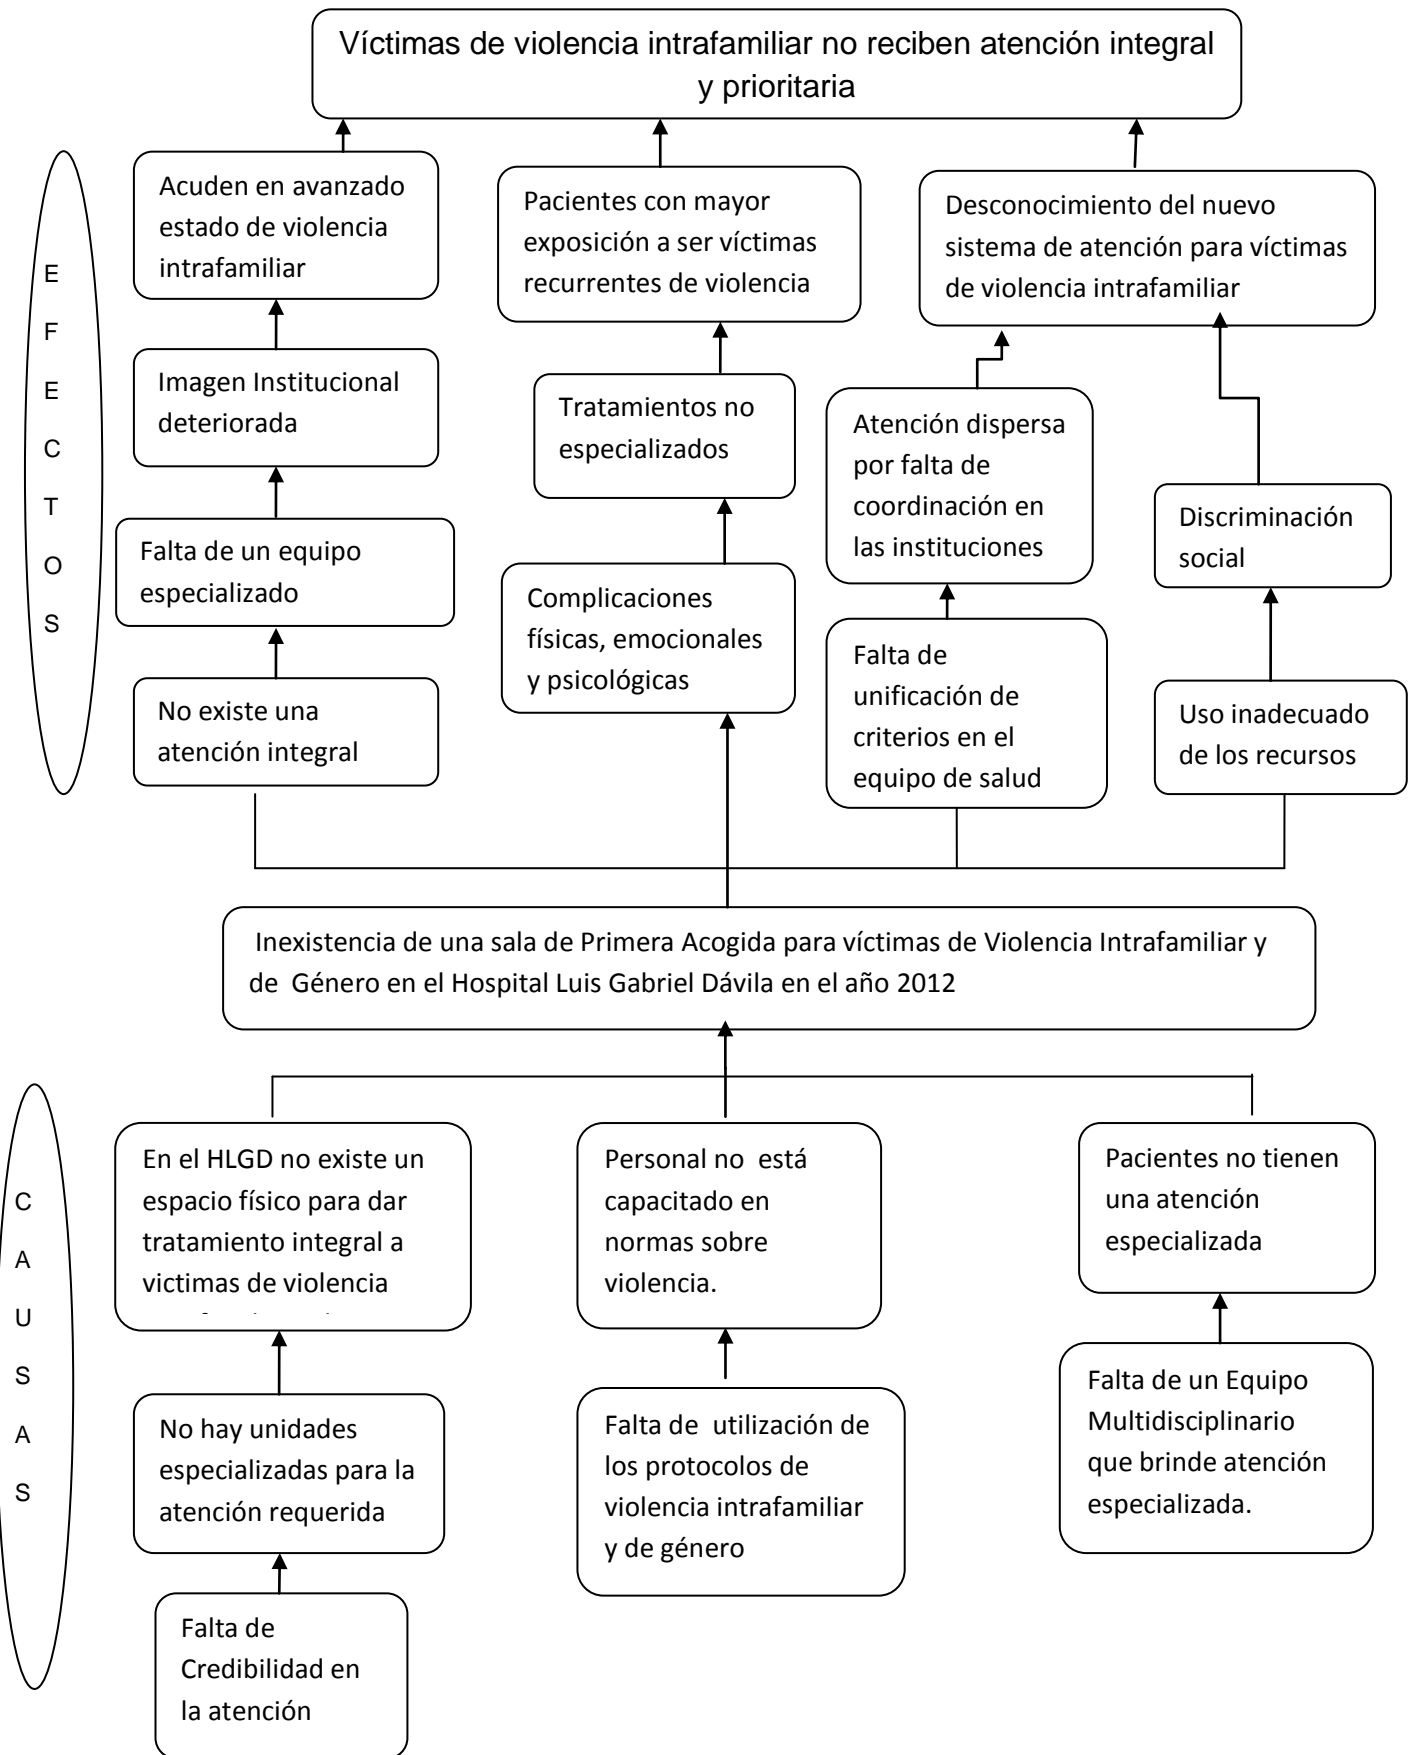 Víctimas de violencia intrafamiliar no reciben atención integral
y prioritaria
E
F
E
C
T
O
S
Acuden en avanzado
estado de violencia
intrafamiliar
Pacientes con mayor
exposición a ser víctimas
recurrentes de violencia
Desconocimiento del nuevo
sistema de atención para víctimas
de violencia intrafamiliar
Imagen Institucional
deteriorada
Tratamientos no
especializados
Atención dispersa
por falta de
coordinación en
las instituciones
Discriminación
social
Falta de un equipo
especializado
Complicaciones
físicas, emocionales
y psicológicas
Falta de
unificación de
criterios en el
equipo de salud
Uso inadecuado
de los recursos
No existe una
atención integral
Inexistencia de una sala de Primera Acogida para víctimas de Violencia Intrafamiliar y
de  Género en el Hospital Luis Gabriel Dávila en el año 2012
C
A
U
S
A
S
En el HLGD no existe un
espacio físico para dar
tratamiento integral a
victimas de violencia
Personal no  está
capacitado en
normas sobre
violencia.
Pacientes no tienen
una atención
especializada
No hay unidades
especializadas para la
atención requerida
Falta de  utilización de
los protocolos de
violencia intrafamiliar
y de género
Falta de un Equipo
Multidisciplinario
que brinde atención
especializada.
Falta de
Credibilidad en
la atención